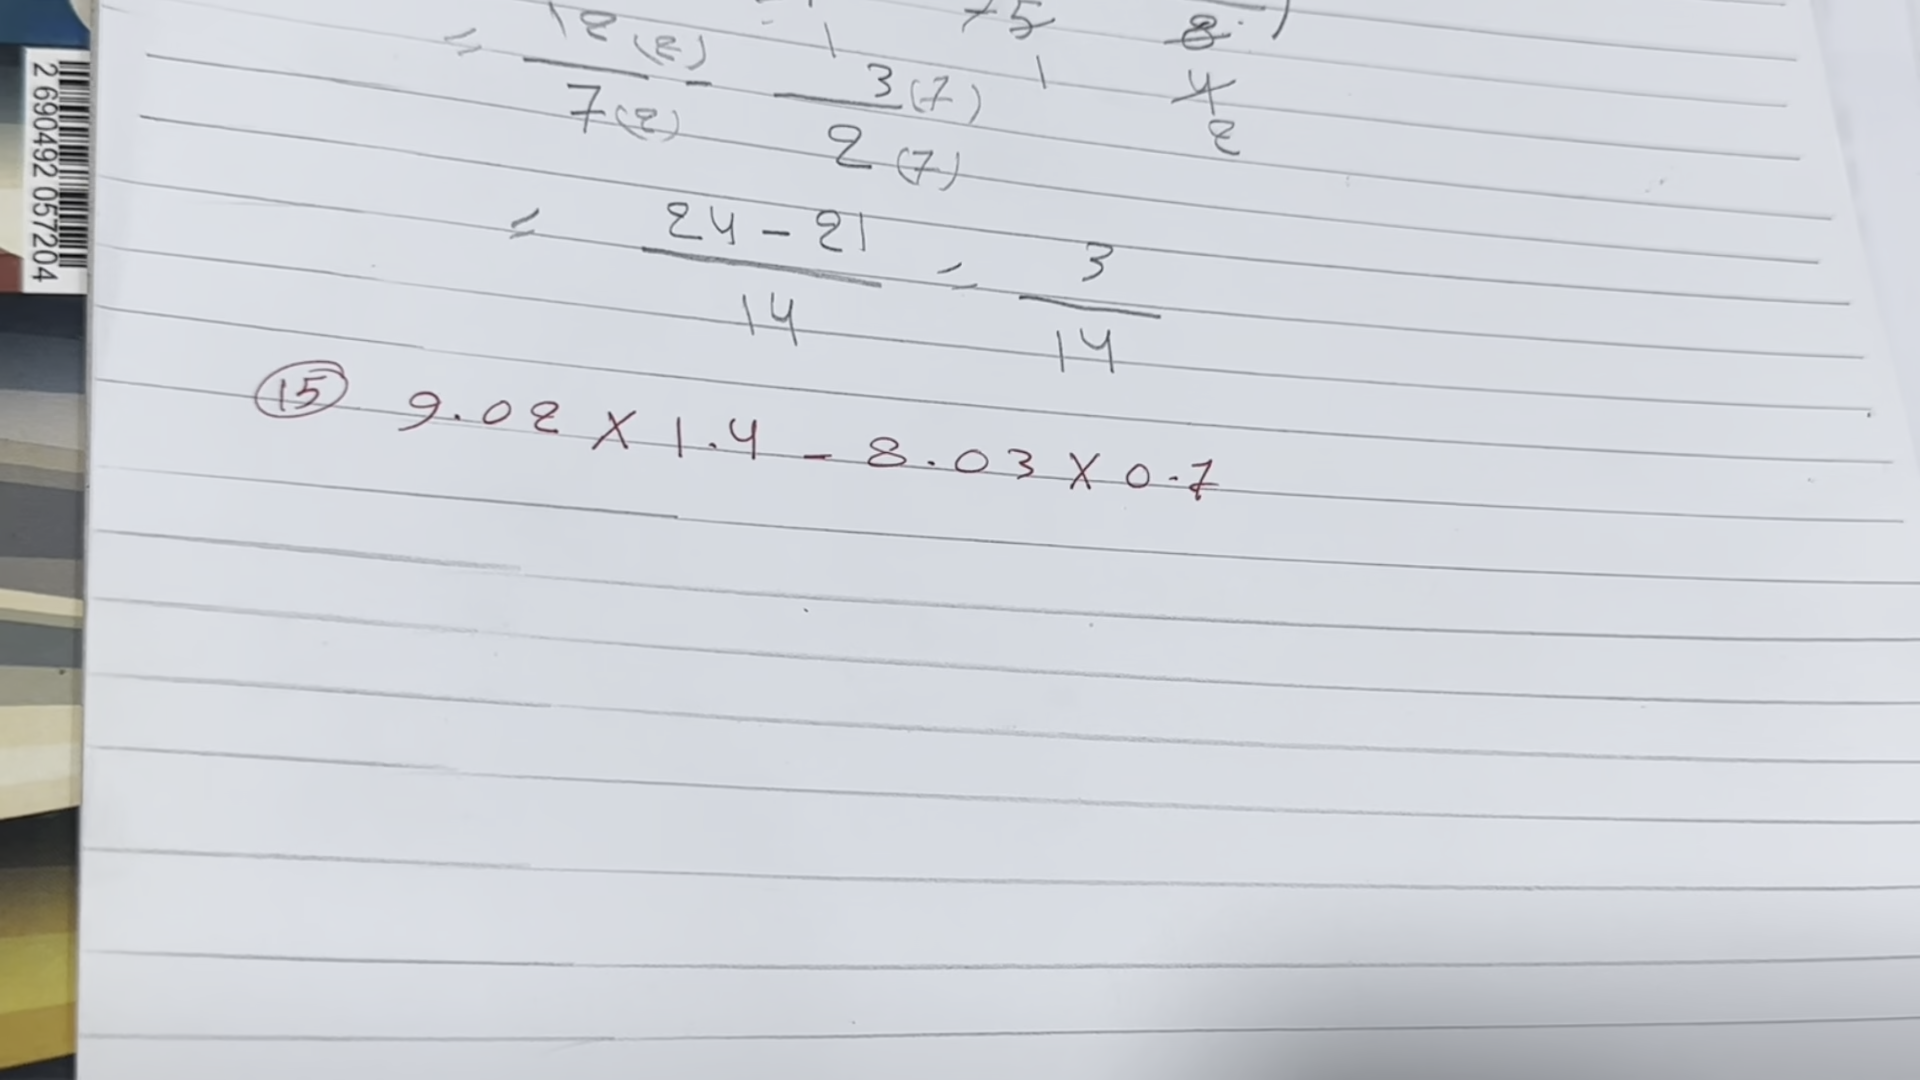 = 12(2) / 7(2) - 3(7) / 2(7)
= 24 - 21 / 14 = 3 / 14
15 9.02 X 1.4 - 8.03 X 0.7
2 690492 057204